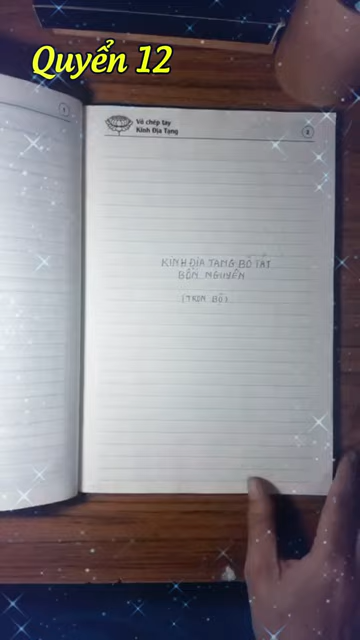 Quyển 12
Vở chép tay
Kinh Địa Tạng
KINH ĐỊA TẠNG BỒ TÁT
BỔN NGUYỆN
(TRỌN BỘ)